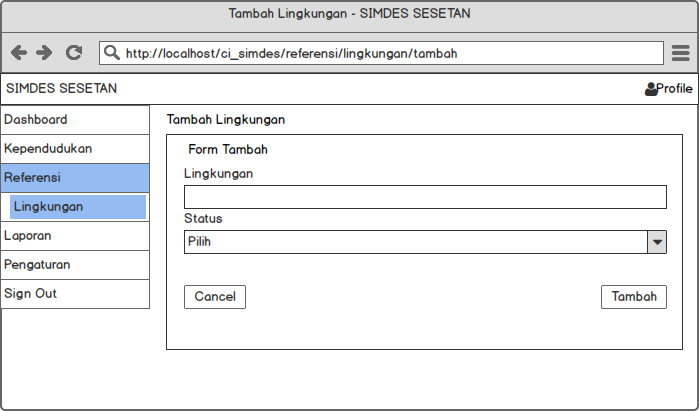 Tambah Lingkungan - SIMDES SESETAN
http://localhost/ci_simdes/referensi/lingkungan/tambah
SIMDES SESETAN
Profile
Dashboard
Kependudukan
Referensi
Lingkungan
Laporan
Pengaturan
Sign Out
Tambah Lingkungan
Form Tambah
Lingkungan
Status
Pilih
Cancel
Tambah